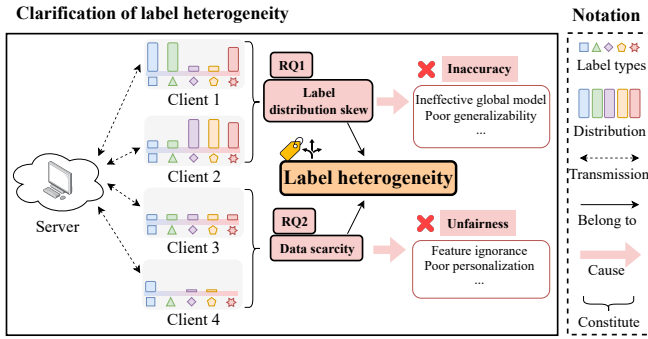 Clarification of label heterogeneity
Notation
Server
Client 1
Client 2
Client 3
Client 4
RQ1
Label
distribution skew
Label heterogeneity
RQ2
Data scarcity
Inaccuracy
Ineffective global model
Poor generalizability
...
Unfairness
Feature ignorance
Poor personalization
...
Label types
Distribution
Transmission
Belong to
Cause
Constitute